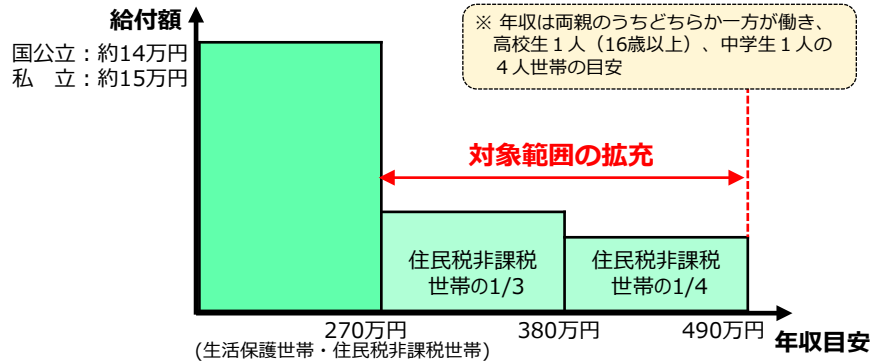 給付額
国公立：約14万円
私　立：約15万円
※ 年収は両親のうちどちらか一方が働き、
高校生１人（16歳以上）、中学生１人の
４人世帯の目安
対象範囲の拡充
住民税非課税
世帯の1/3
住民税非課税
世帯の1/4
270万円
380万円
490万円
年収目安
(生活保護世帯・住民税非課税世帯)